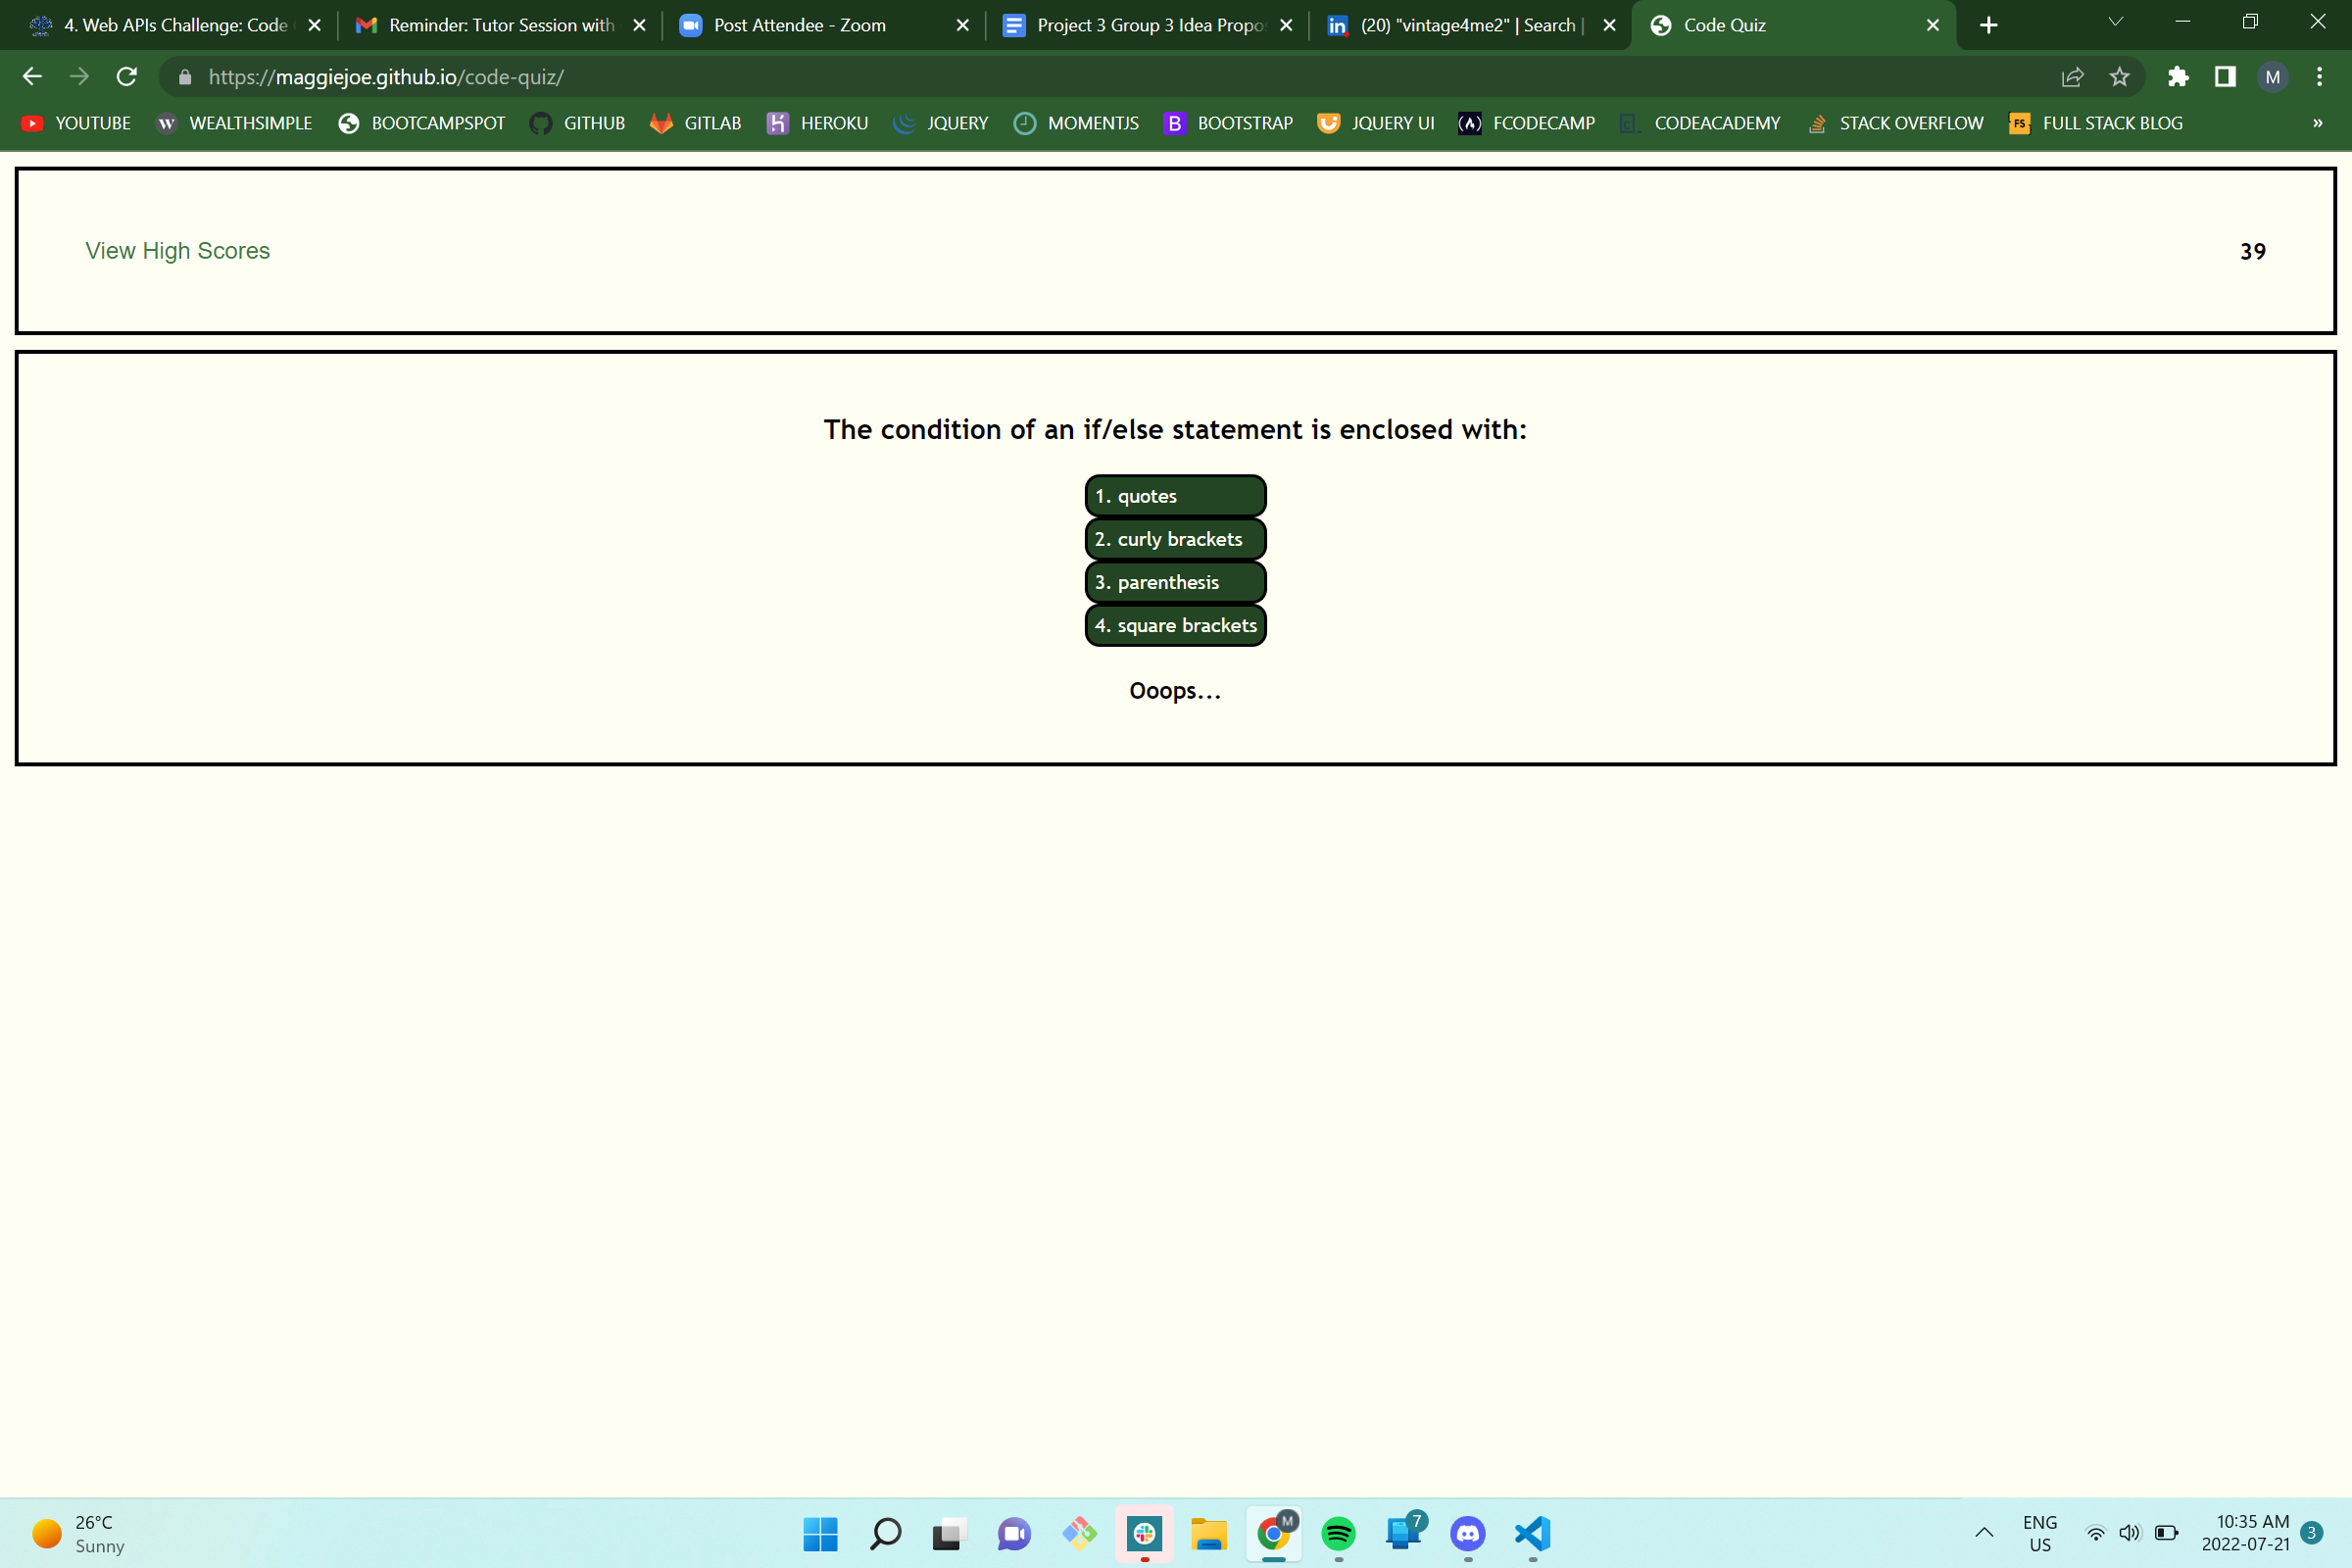 4. Web APIs Challenge: Code
Reminder: Tutor Session with
Post Attendee - Zoom
Project 3 Group 3 Idea Propo
(20) "vintage4me2" | Search |
Code Quiz
https://maggiejoe.github.io/code-quiz/
M
YOUTUBE
WEALTHSIMPLE
BOOTCAMPSPOT
GITHUB
GITLAB
HEROKU
JQUERY
MOMENTJS
BOOTSTRAP
JQUERY UI
FCODECAMP
CODEACADEMY
STACK OVERFLOW
FULL STACK BLOG
»
View High Scores
39
The condition of an if/else statement is enclosed with:
1. quotes
2. curly brackets
3. parenthesis
4. square brackets
Ooops...
26°C
Sunny
M
7
ENG
US
10:35 AM
2022-07-21
3